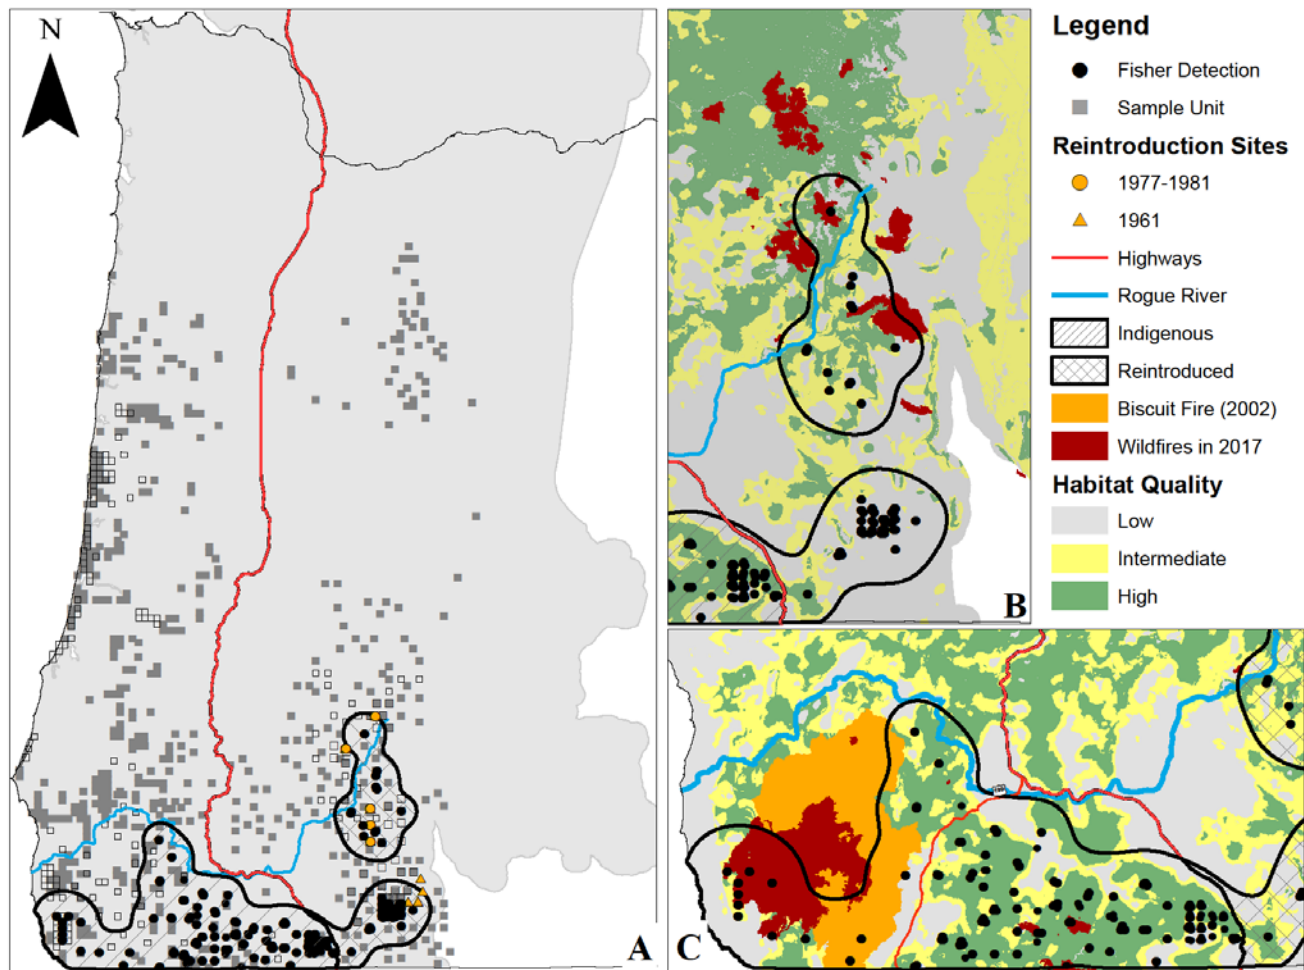 N
A
B
C
Legend
Fisher Detection
Sample Unit
Reintroduction Sites
1977-1981
1961
Highways
Rogue River
Indigenous
Reintroduced
Biscuit Fire (2002)
Wildfires in 2017
Habitat Quality
Low
Intermediate
High